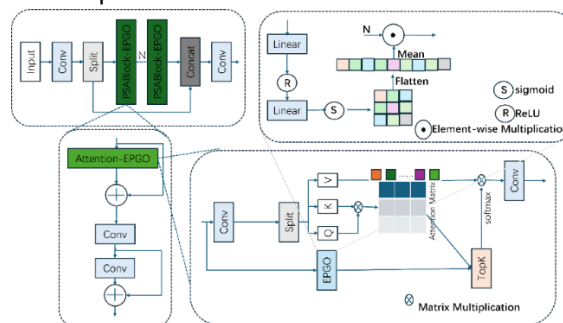 Input
Conv
Split
PSABlock-EPGO
N
PSABlock-EPGO
Concat
Conv
Linear
R
Linear
S
N
Mean
Flatten
S sigmoid
R ReLU
Element-wise Multiplication
Attention-EPGO
Conv
Conv
Conv
Split
V
K
Q
EPGO
Attention Matrix
TopK
softmax
Conv
Matrix Multiplication